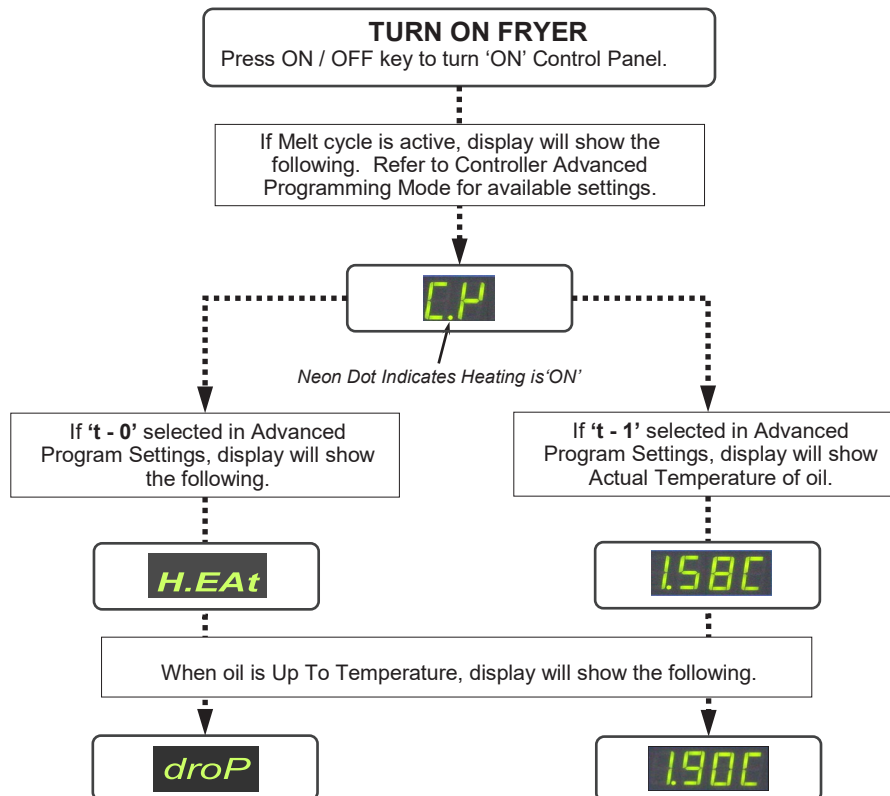 TURN ON FRYER
Press ON / OFF key to turn ‘ON’ Control Panel.
If Melt cycle is active, display will show the
following. Refer to Controller Advanced
Programming Mode for available settings.
C.Y
Neon Dot Indicates Heating is‘ON’
If ‘t - 0’ selected in Advanced
Program Settings, display will show
the following.
If ‘t - 1’ selected in Advanced
Program Settings, display will show
Actual Temperature of oil.
H.EAt
1.58C
When oil is Up To Temperature, display will show the following.
droP
1.90C